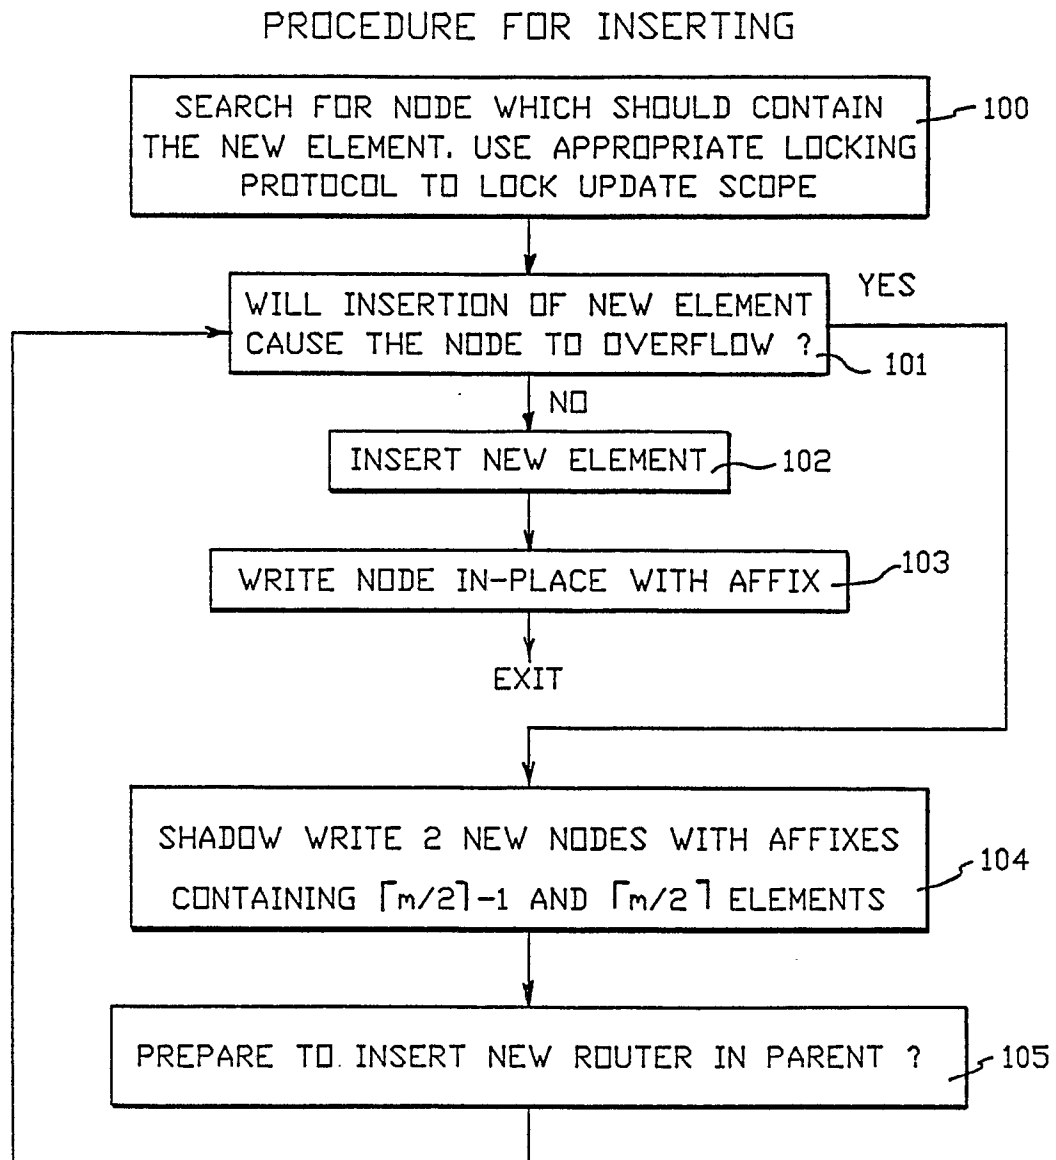 PROCEDURE FOR INSERTING
SEARCH FOR NODE WHICH SHOULD CONTAIN
THE NEW ELEMENT. USE APPROPRIATE LOCKING
PROTOCOL TO LOCK UPDATE SCOPE
100
WILL INSERTION OF NEW ELEMENT
CAUSE THE NODE TO OVERFLOW ?
YES
101
NO
INSERT NEW ELEMENT
102
WRITE NODE IN-PLACE WITH AFFIX
103
EXIT
SHADOW WRITE 2 NEW NODES WITH AFFIXES
CONTAINING ⌈m/2⌉-1 AND ⌈m/2⌉ ELEMENTS
104
PREPARE TO INSERT NEW ROUTER IN PARENT ?
105